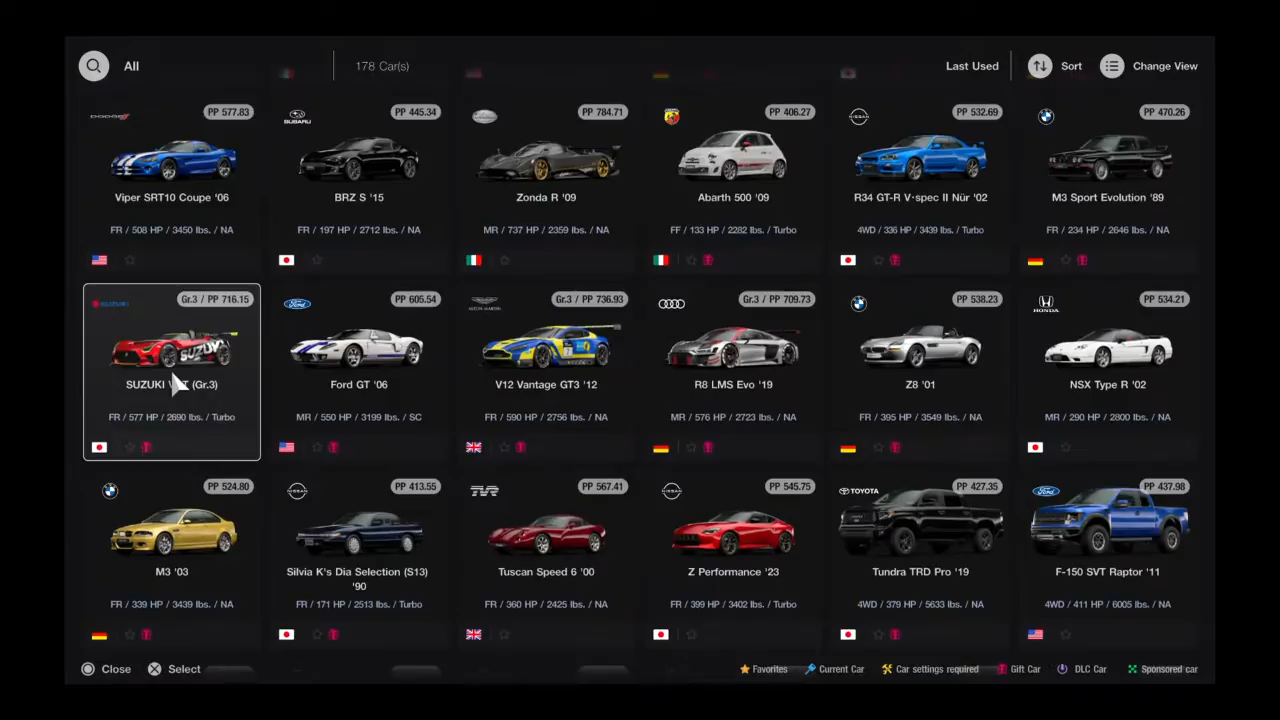 All
178 Car(s)
Last Used
Sort
Change View
DODGE
PP 577.83
Viper SRT10 Coupe '06
FR / 508 HP / 3450 lbs. / NA
SUBARU
PP 445.34
BRZ S '15
FR / 197 HP / 2712 lbs. / NA
PP 784.71
Zonda R '09
MR / 737 HP / 2359 lbs. / NA
PP 406.27
Abarth 500 '09
FF / 133 HP / 2282 lbs. / Turbo
PP 532.69
R34 GT-R V·spec II Nür '02
4WD / 336 HP / 3439 lbs. / Turbo
PP 470.26
M3 Sport Evolution '89
FR / 234 HP / 2646 lbs. / NA
SUZUKI
Gr.3 / PP 716.15
SUZUKI V T (Gr.3)
FR / 577 HP / 2690 lbs. / Turbo
Ford
PP 605.54
Ford GT '06
MR / 550 HP / 3199 lbs. / SC
ASTON MARTIN
Gr.3 / PP 736.93
V12 Vantage GT3 '12
FR / 590 HP / 2756 lbs. / NA
Gr.3 / PP 709.73
R8 LMS Evo '19
MR / 576 HP / 2723 lbs. / NA
PP 538.23
Z8 '01
FR / 395 HP / 3549 lbs. / NA
HONDA
PP 534.21
NSX Type R '02
MR / 290 HP / 2800 lbs. / NA
PP 524.80
M3 '03
FR / 339 HP / 3439 lbs. / NA
PP 413.55
Silvia K's Dia Selection (S13)
'90
FR / 171 HP / 2513 lbs. / Turbo
TVR
PP 567.41
Tuscan Speed 6 '00
FR / 360 HP / 2425 lbs. / NA
PP 545.75
Z Performance '23
FR / 399 HP / 3402 lbs. / Turbo
TOYOTA
PP 427.35
Tundra TRD Pro '19
4WD / 379 HP / 5633 lbs. / NA
Ford
PP 437.98
F-150 SVT Raptor '11
4WD / 411 HP / 6005 lbs. / NA
Close
Select
Favorites
Current Car
Car settings required
Gift Car
DLC Car
Sponsored car